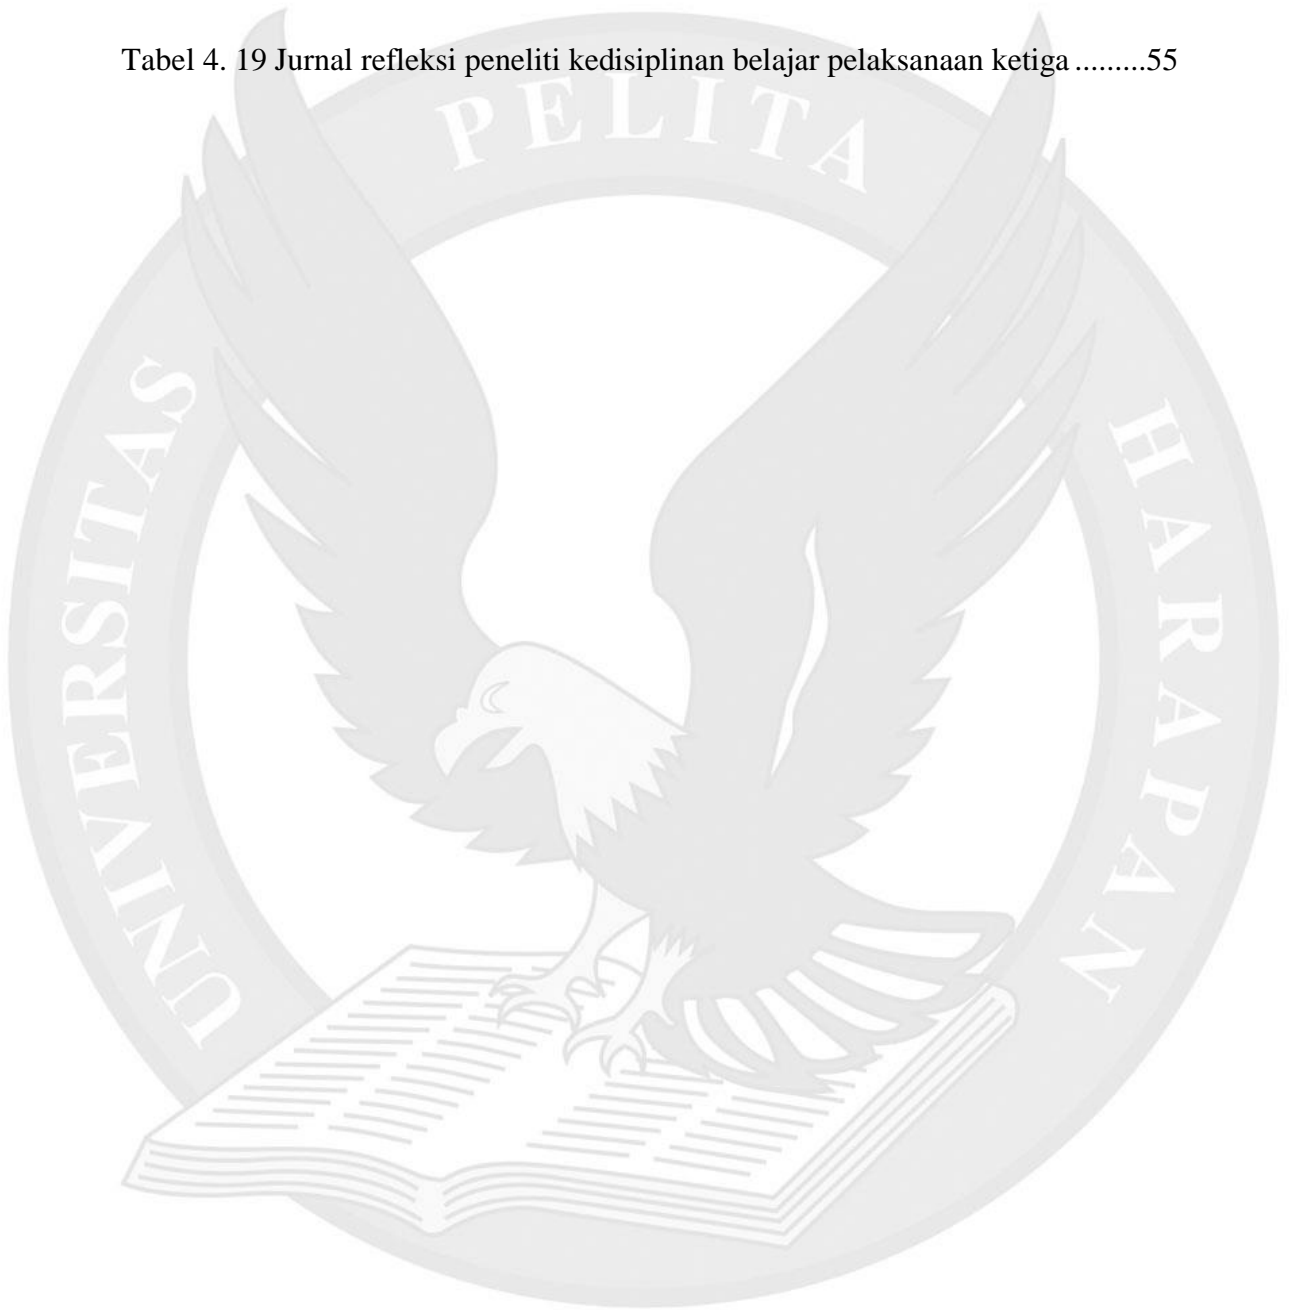 Tabel 4. 19 Jurnal refleksi peneliti kedisiplinan belajar pelaksanaan ketiga .........55
UNIVERSITAS PELITA HARAPAN